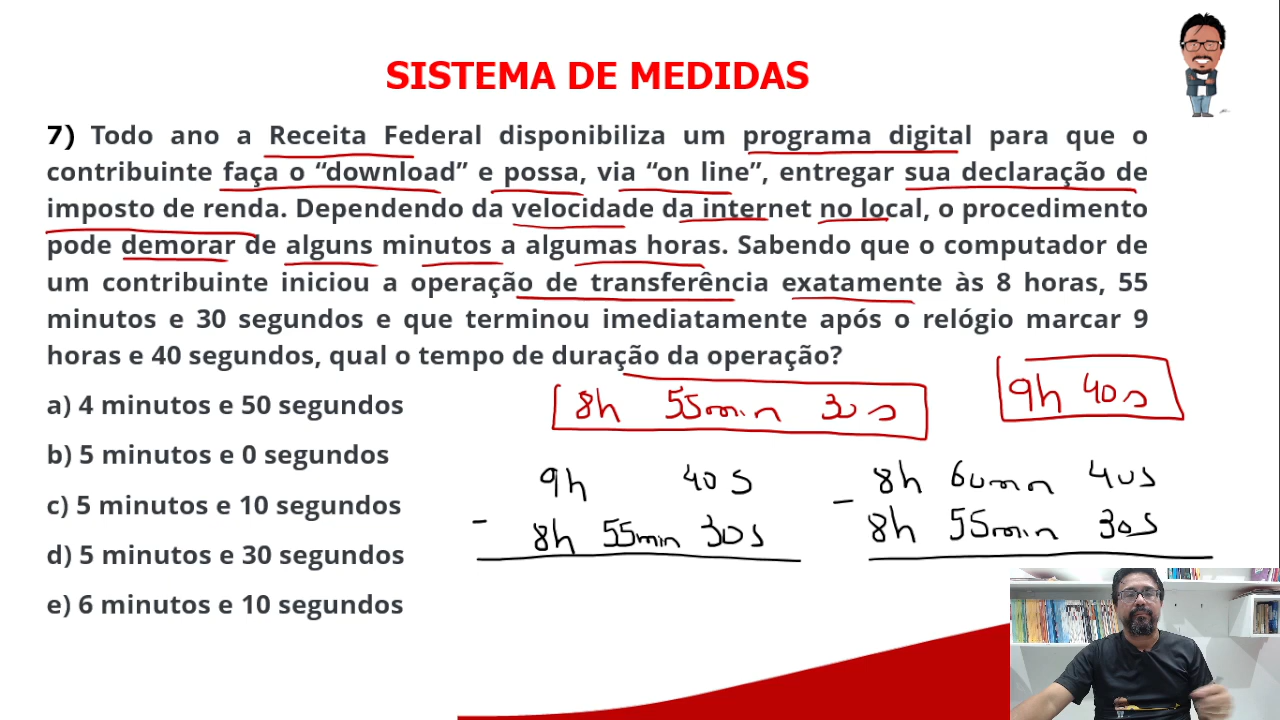 SISTEMA DE MEDIDAS
7) Todo ano a Receita Federal disponibiliza um programa digital para que o
contribuinte faça o “download” e possa, via “on line”, entregar sua declaração de
imposto de renda. Dependendo da velocidade da internet no local, o procedimento
pode demorar de alguns minutos a algumas horas. Sabendo que o computador de
um contribuinte iniciou a operação de transferência exatamente às 8 horas, 55
minutos e 30 segundos e que terminou imediatamente após o relógio marcar 9
horas e 40 segundos, qual o tempo de duração da operação?
a) 4 minutos e 50 segundos
b) 5 minutos e 0 segundos
c) 5 minutos e 10 segundos
d) 5 minutos e 30 segundos
e) 6 minutos e 10 segundos
8h 55min 30s
9h 40s
9h 40s
- 8h 55min 30s
8h 60min 40s
- 8h 55min 30s